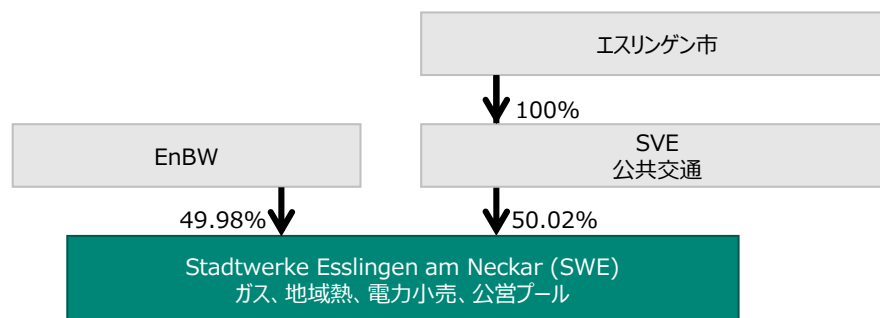 エスリンゲン市
100%
EnBW
SVE
公共交通
49.98%
50.02%
Stadtwerke Esslingen am Neckar (SWE)
ガス、地域熱、電力小売、公営プール